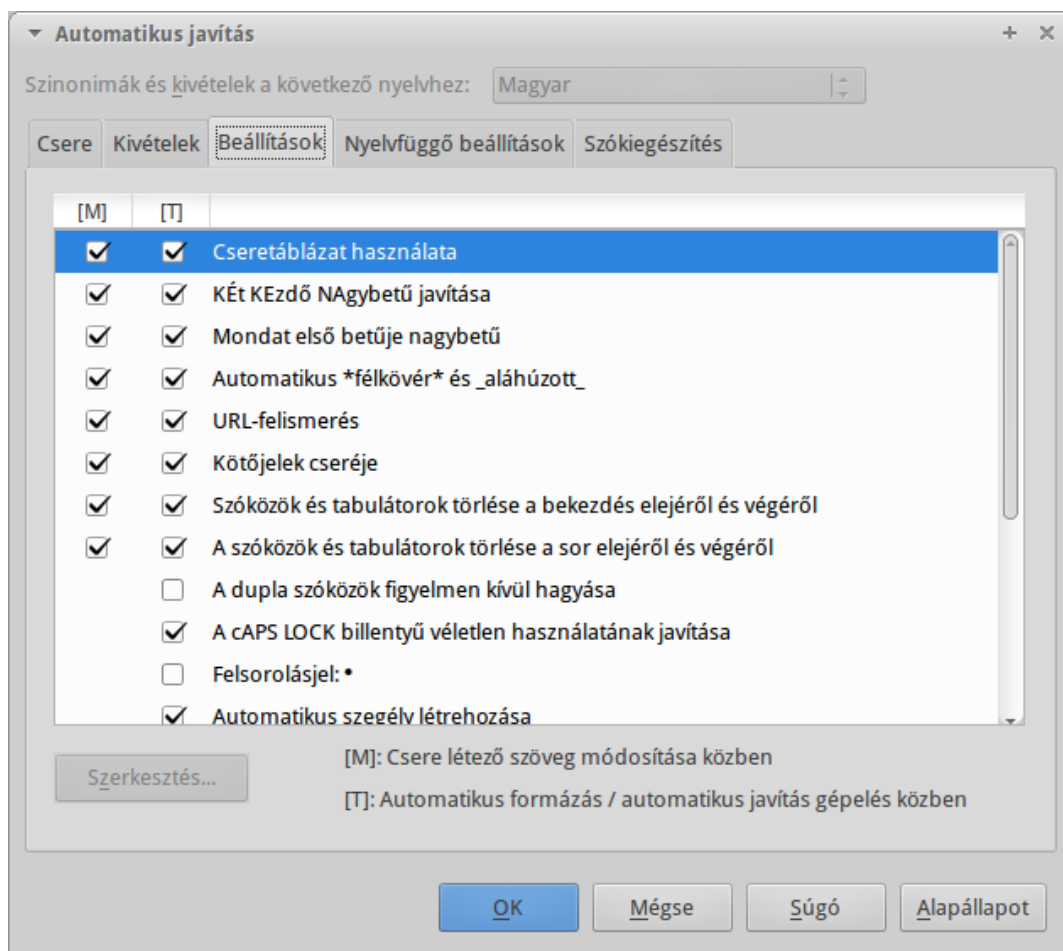 Automatikus javítás
Szinonimák és kivételek a következő nyelvhez: Magyar
Csere Kivételek Beállítások Nyelvfüggő beállítások Szókiegészítés
[M] [T]
Cseretáblázat használata
KÉt KEzdő NAgybetű javítása
Mondat első betűje nagybetű
Automatikus *félkövér* és _aláhúzott_
URL-felismerés
Kötőjelek cseréje
Szóközök és tabulátorok törlése a bekezdés elejéről és végéről
A szóközök és tabulátorok törlése a sor elejéről és végéről
A dupla szóközök figyelmen kívül hagyása
A cAPS LOCK billentyű véletlen használatának javítása
Felsorolásjel: •
Automatikus szegély létrehozása
[M]: Csere létező szöveg módosítása közben
Szerkesztés...
[T]: Automatikus formázás / automatikus javítás gépelés közben
OK Mégse Súgó Alapállapot